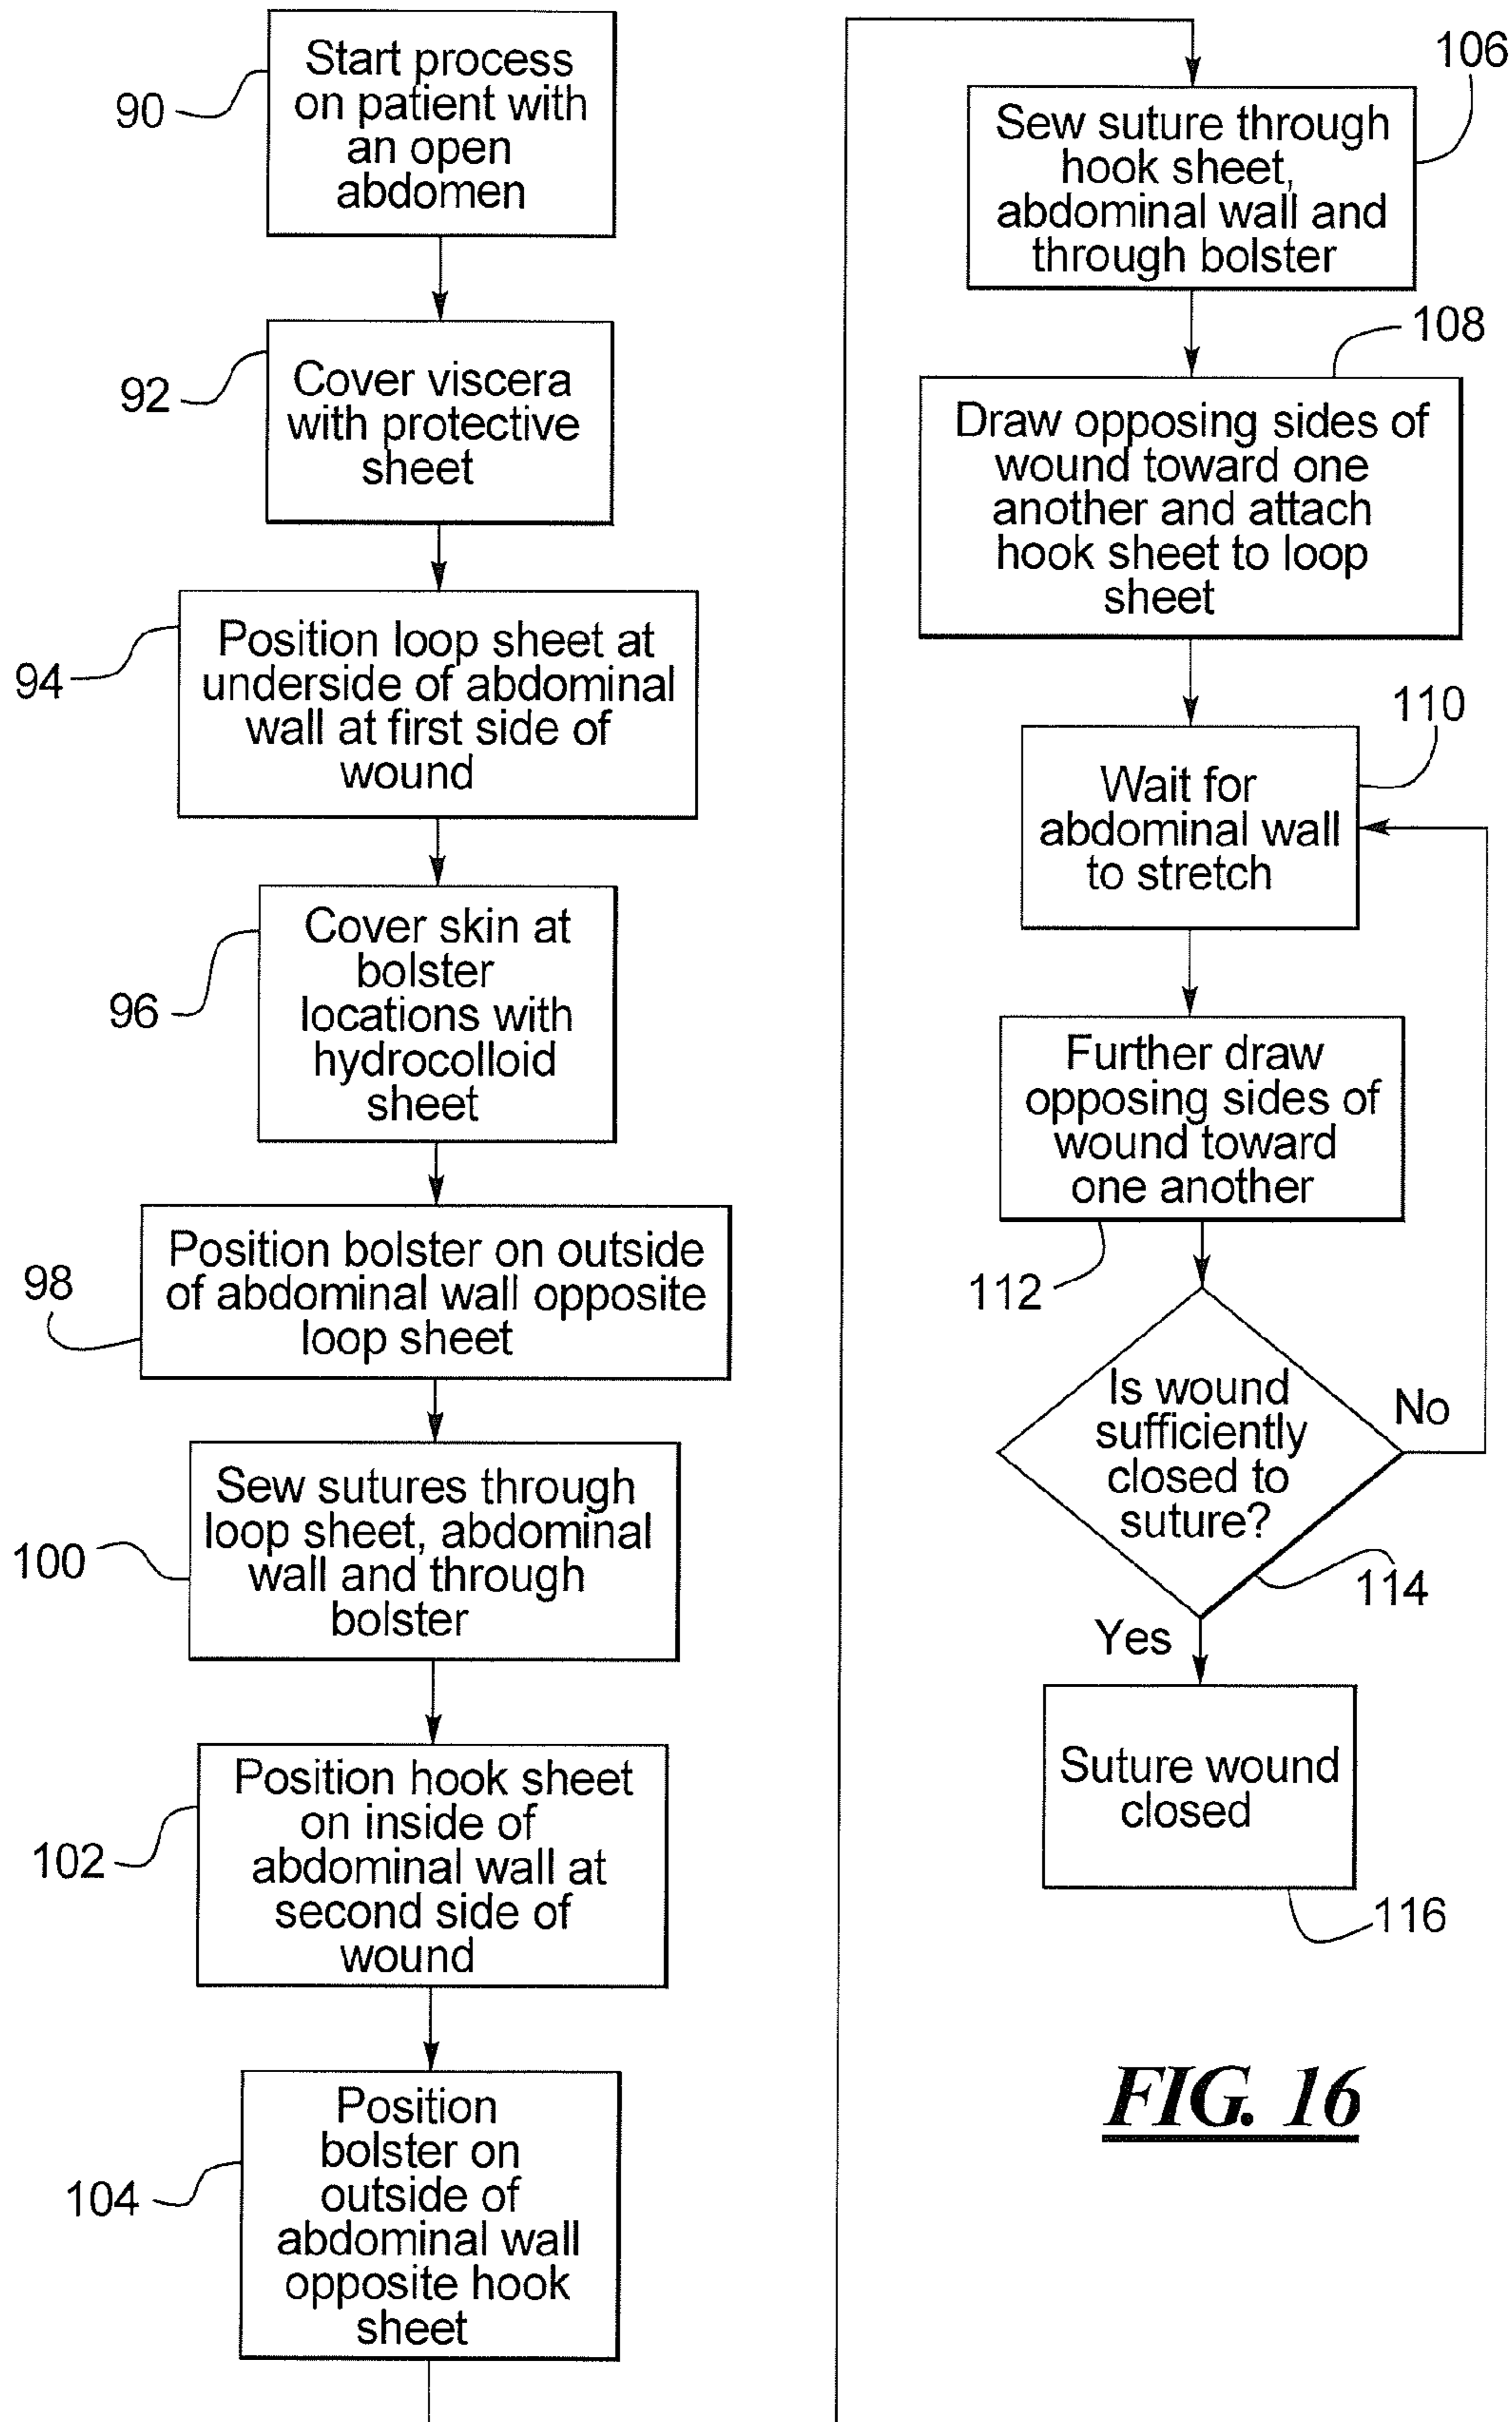 90
Start process
on patient with
an open
abdomen
92
Cover viscera
with protective
sheet
94
Position loop sheet at
underside of abdominal
wall at first side of
wound
96
Cover skin at
bolster
locations with
hydrocolloid
sheet
98
Position bolster on outside
of abdominal wall opposite
loop sheet
100
Sew sutures through
loop sheet, abdominal
wall and through
bolster
102
Position hook sheet
on inside of
abdominal wall at
second side of
wound
104
Position
bolster on
outside of
abdominal wall
opposite hook
sheet
106
Sew suture through
hook sheet,
abdominal wall and
through bolster
108
Draw opposing sides of
wound toward one
another and attach
hook sheet to loop
sheet
110
Wait for
abdominal wall
to stretch
Further draw
opposing sides of
wound toward
one another
112
Is wound
sufficiently
closed to
suture?
No
114
Yes
Suture wound
closed
116
FIG. 16